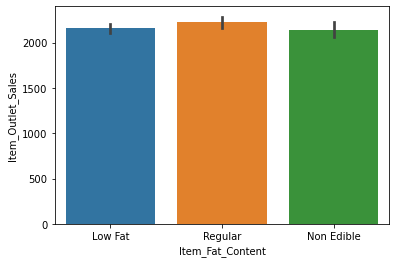 2000
1500
1000
500
0
Item_Outlet_Sales
Low Fat
Regular
Non Edible
Item_Fat_Content